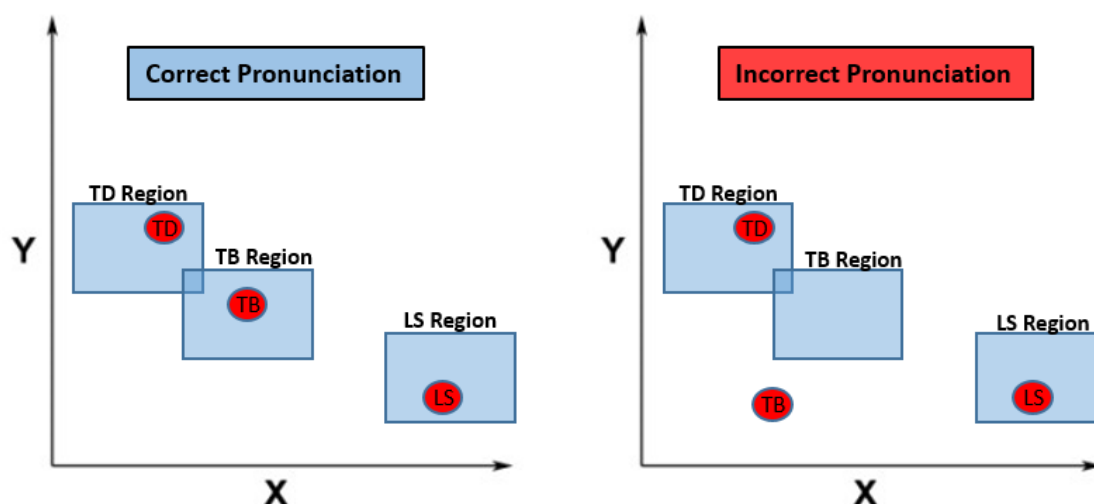 Correct Pronunciation
TD Region
TD
TB Region
TB
LS Region
LS
Y
X
Incorrect Pronunciation
TD Region
TD
TB Region
TB
LS Region
LS
Y
X